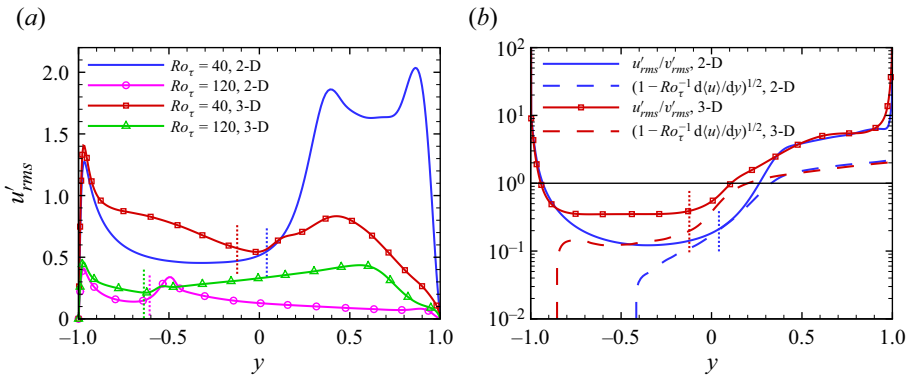 (a)
(b)
2.0
1.5
1.0
0.5
0
u′rms
Roτ = 40, 2-D
Roτ = 120, 2-D
Roτ = 40, 3-D
Roτ = 120, 3-D
−1.0 −0.5 0 0.5 1.0
y
10²
10¹
10⁰
10⁻¹
10⁻²
u′rms/v′rms, 2-D
(1 − Roτ⁻¹ d⟨u⟩/dy)¹/², 2-D
u′rms/v′rms, 3-D
(1 − Roτ⁻¹ d⟨u⟩/dy)¹/², 3-D
−1.0 −0.5 0 0.5 1.0
y